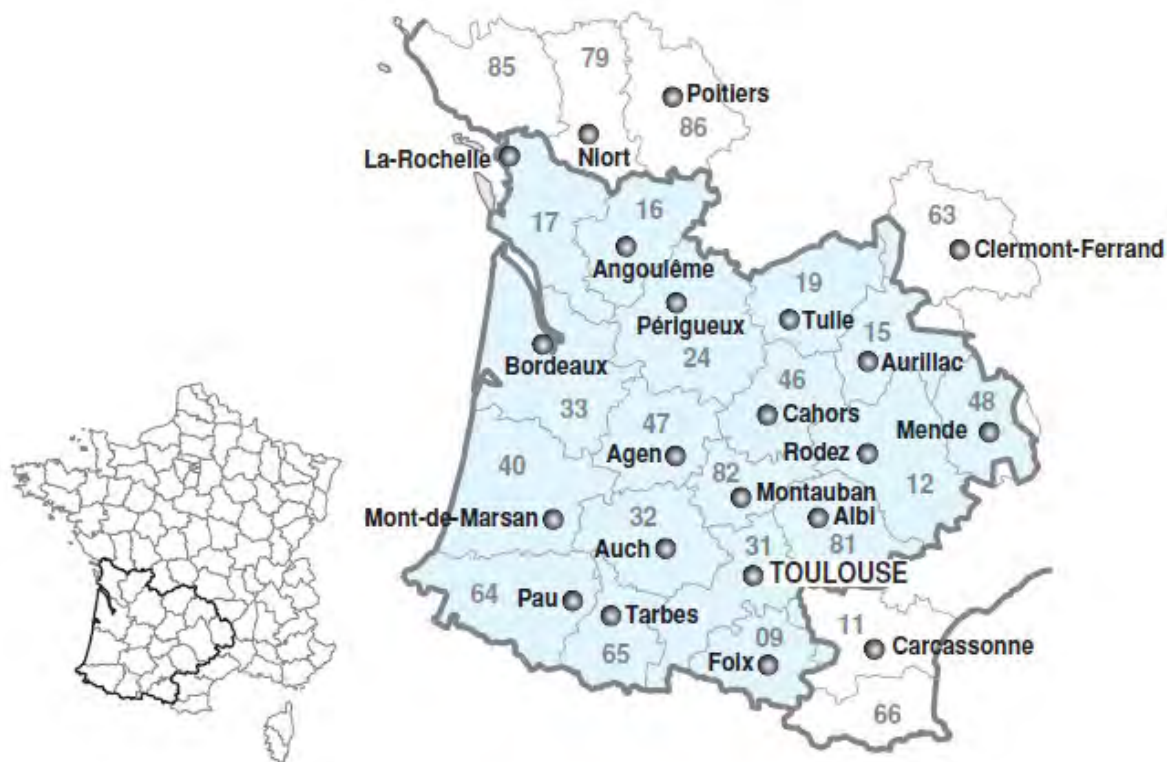 85
79
Poitiers
86
La-Rochelle
Niort
17
16
63
Clermont-Ferrand
Angoulême
19
Périgueux
Tulle
15
Bordeaux
24
Aurillac
46
33
Cahors
48
47
Mende
Agen
Rodez
40
82
12
Montauban
Mont-de-Marsan
32
Albi
Auch
31
81
TOULOUSE
64
Pau
Tarbes
11
09
Carcassonne
65
Foix
66